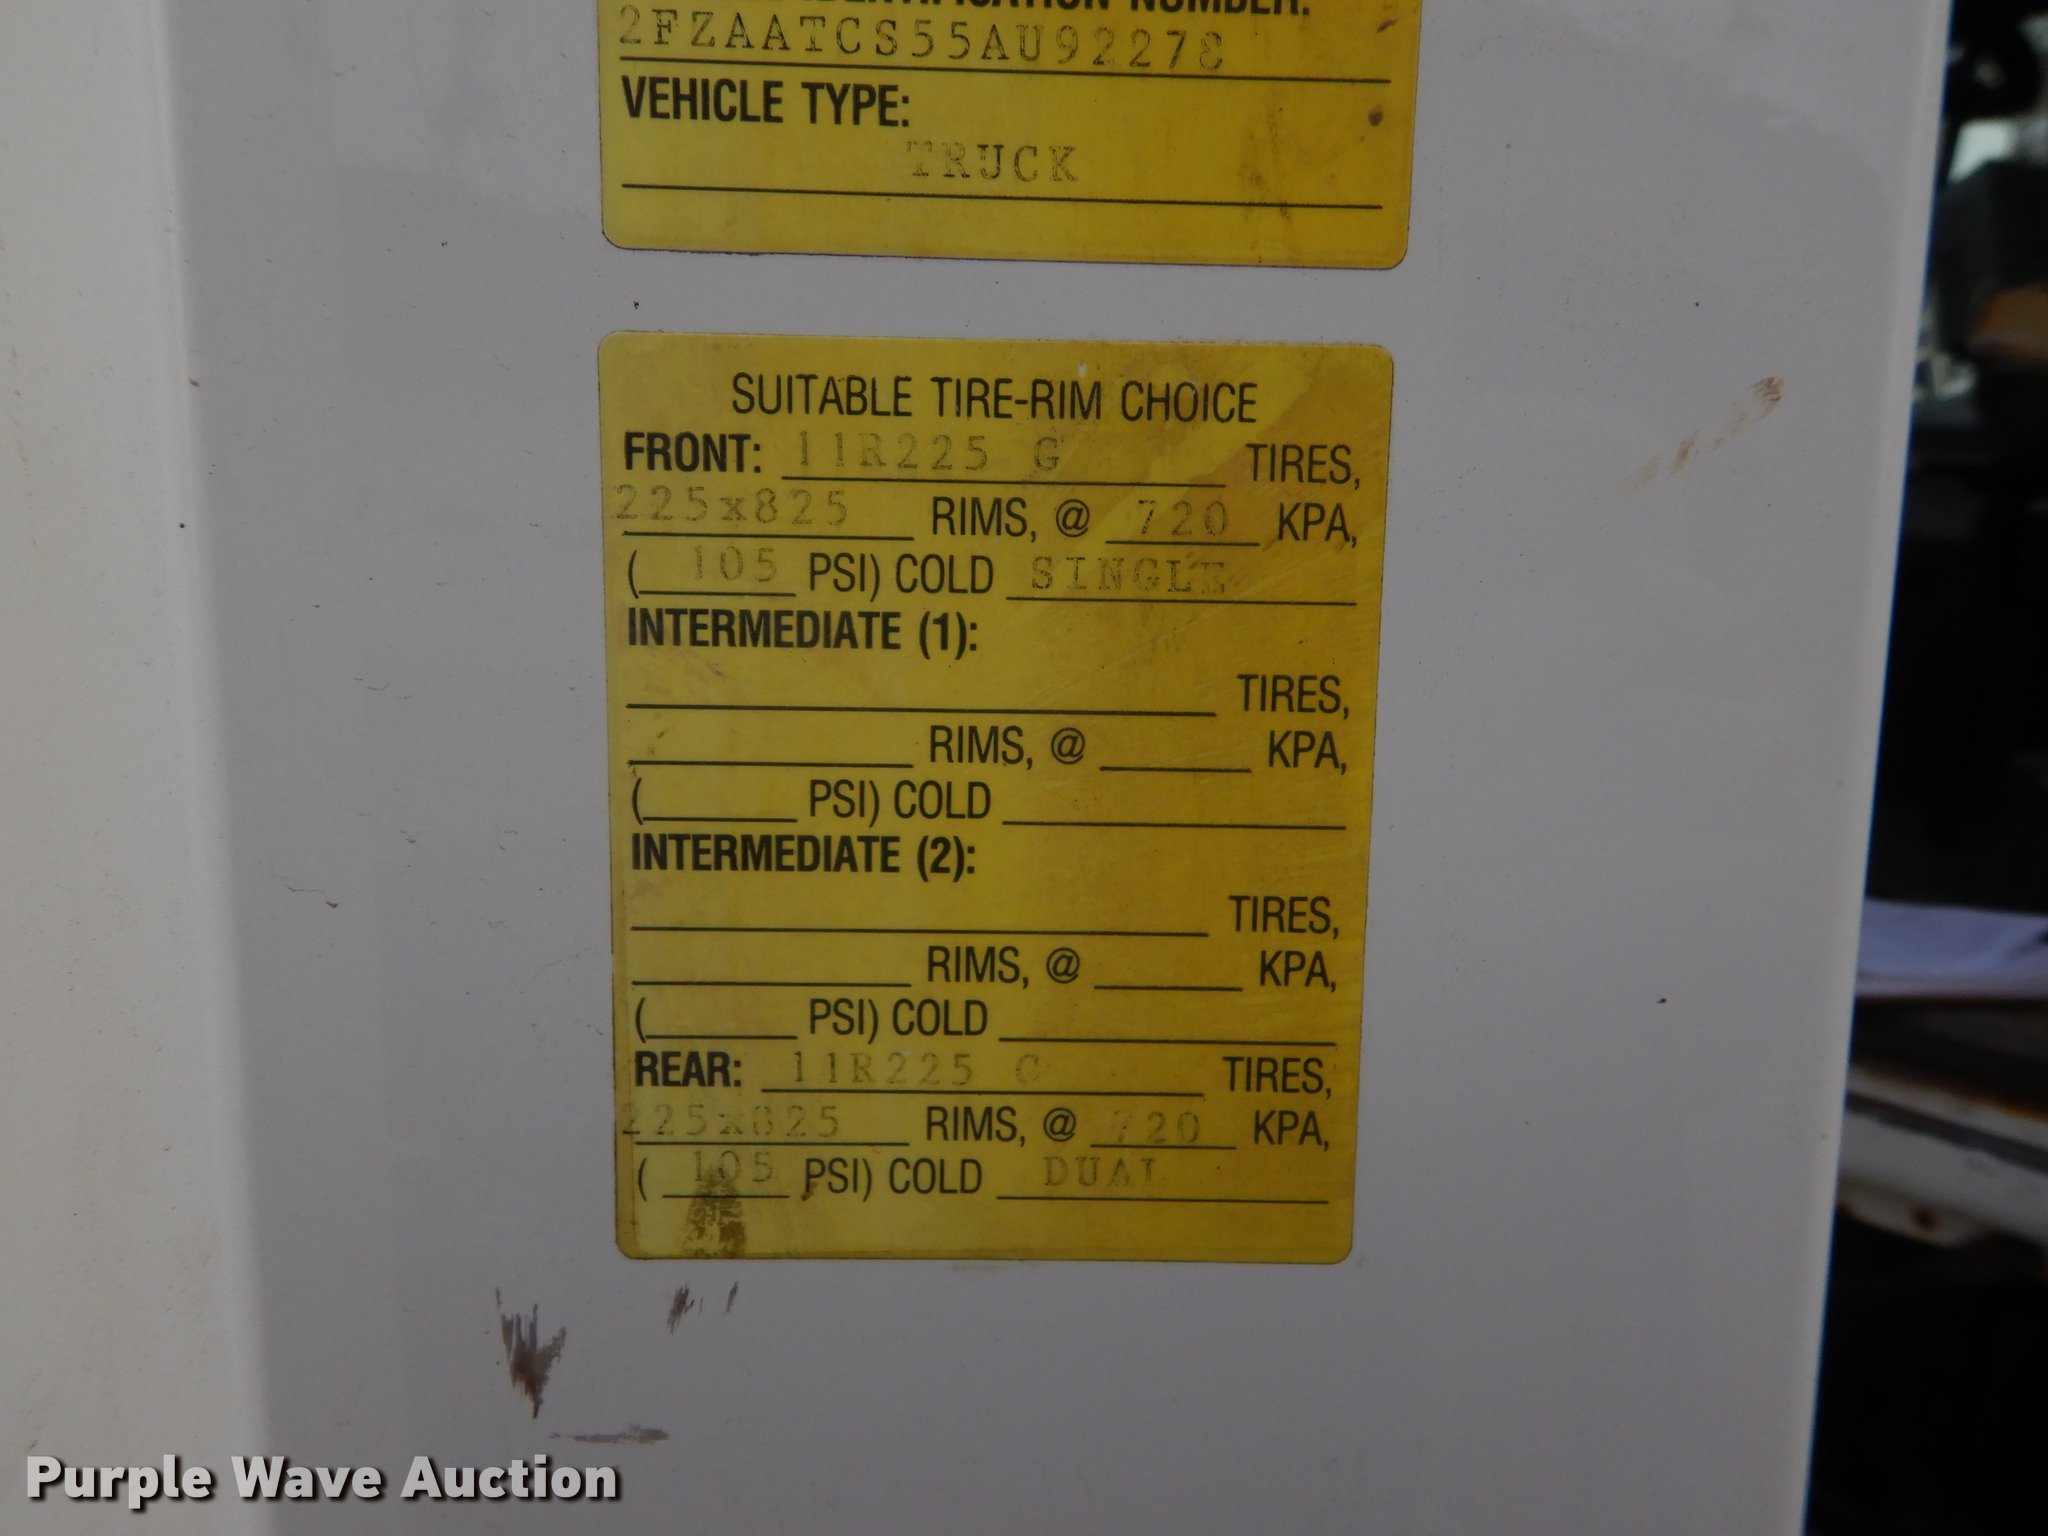 IDENTIFICATION NUMBER:
2FZAATCS55AU92278
VEHICLE TYPE:
TRUCK
SUITABLE TIRE-RIM CHOICE
FRONT: 11R225 G TIRES,
225x825 RIMS, @ 720 KPA,
( 105 PSI) COLD SINGLE
INTERMEDIATE (1):
TIRES,
RIMS, @ KPA,
( PSI) COLD
INTERMEDIATE (2):
TIRES,
RIMS, @ KPA,
( PSI) COLD
REAR: 11R225 G TIRES,
225x825 RIMS, @ 720 KPA,
( 105 PSI) COLD DUAL
Purple Wave Auction